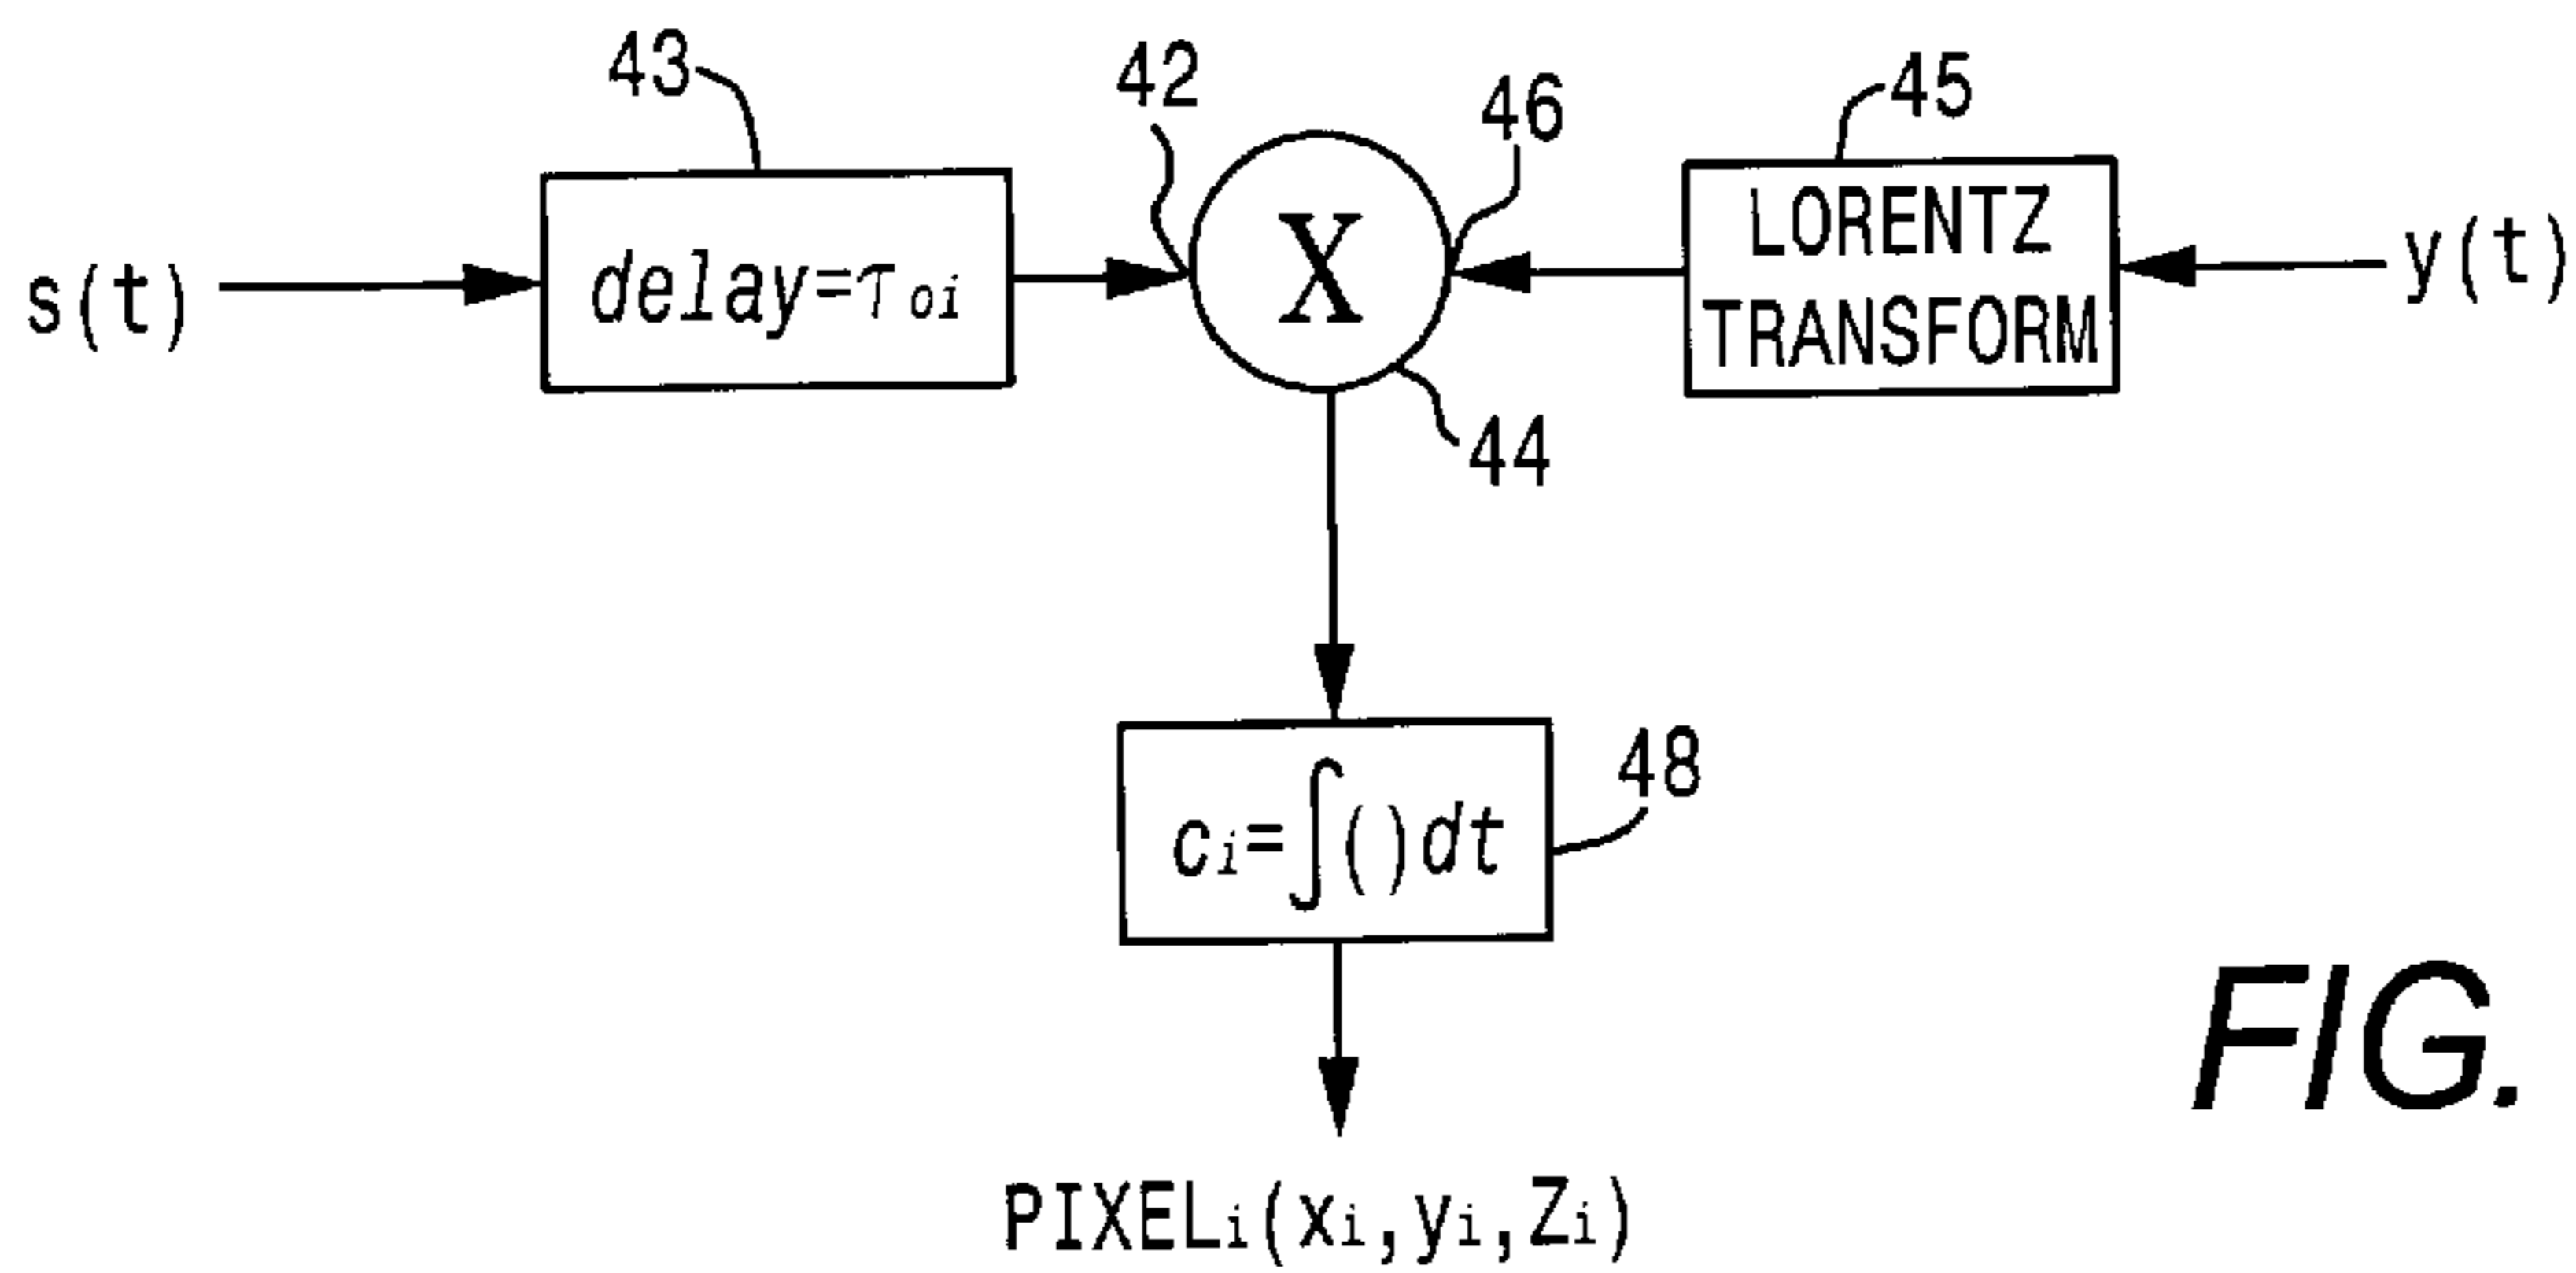 43
42
46
45
s(t)
delay=τoi
X
LORENTZ
TRANSFORM
y(t)
44
48
ci=∫()dt
PIXELi(xi,yi,Zi)
FIG.